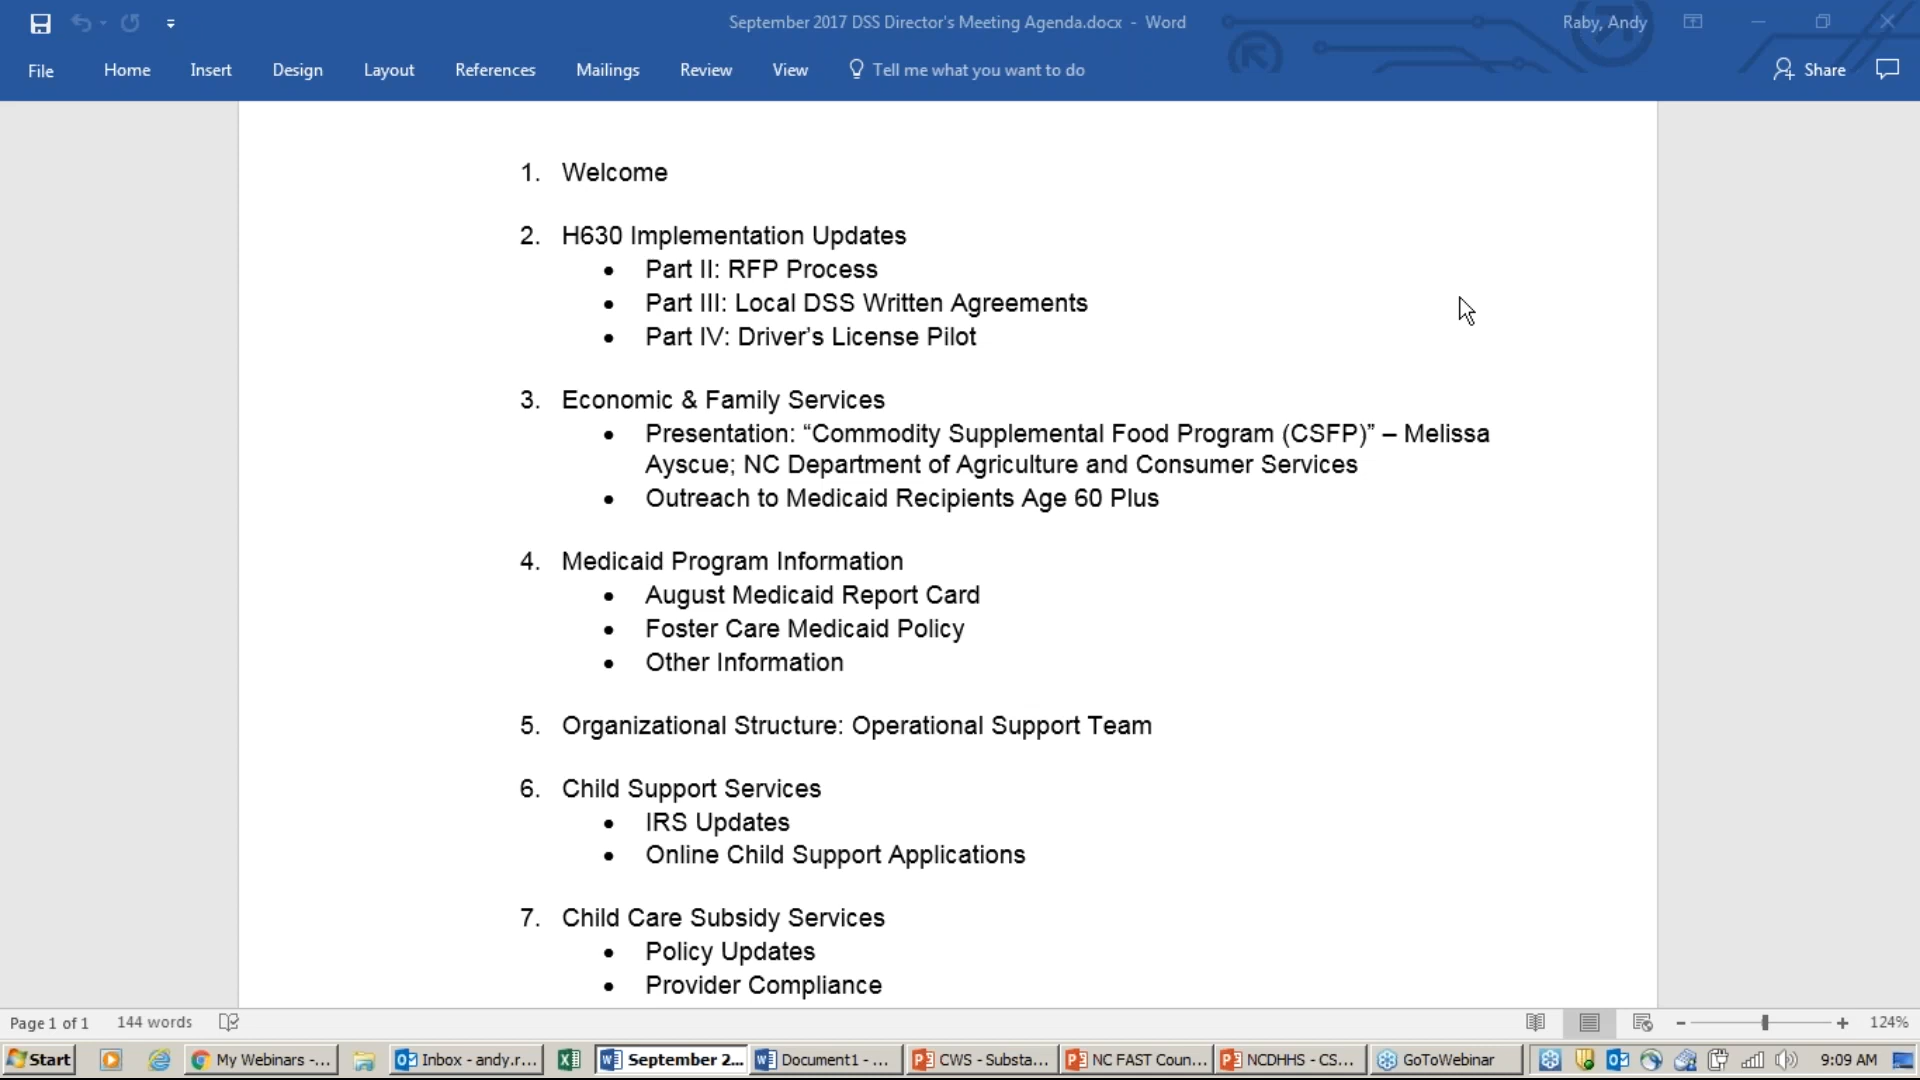 September 2017 DSS Director's Meeting Agenda.docx - Word
Raby, Andy
File Home Insert Design Layout References Mailings Review View Tell me what you want to do Share
1. Welcome
2. H630 Implementation Updates
• Part II: RFP Process
• Part III: Local DSS Written Agreements
• Part IV: Driver’s License Pilot
3. Economic & Family Services
• Presentation: “Commodity Supplemental Food Program (CSFP)” – Melissa
Ayscue; NC Department of Agriculture and Consumer Services
• Outreach to Medicaid Recipients Age 60 Plus
4. Medicaid Program Information
• August Medicaid Report Card
• Foster Care Medicaid Policy
• Other Information
5. Organizational Structure: Operational Support Team
6. Child Support Services
• IRS Updates
• Online Child Support Applications
7. Child Care Subsidy Services
• Policy Updates
• Provider Compliance
Page 1 of 1 144 words 124%
Start My Webinars -... Inbox - andy.r... September 2... Document1 - ... CWS - Substa... NC FAST Coun... NCDHHS - CS... GoToWebinar 9:09 AM